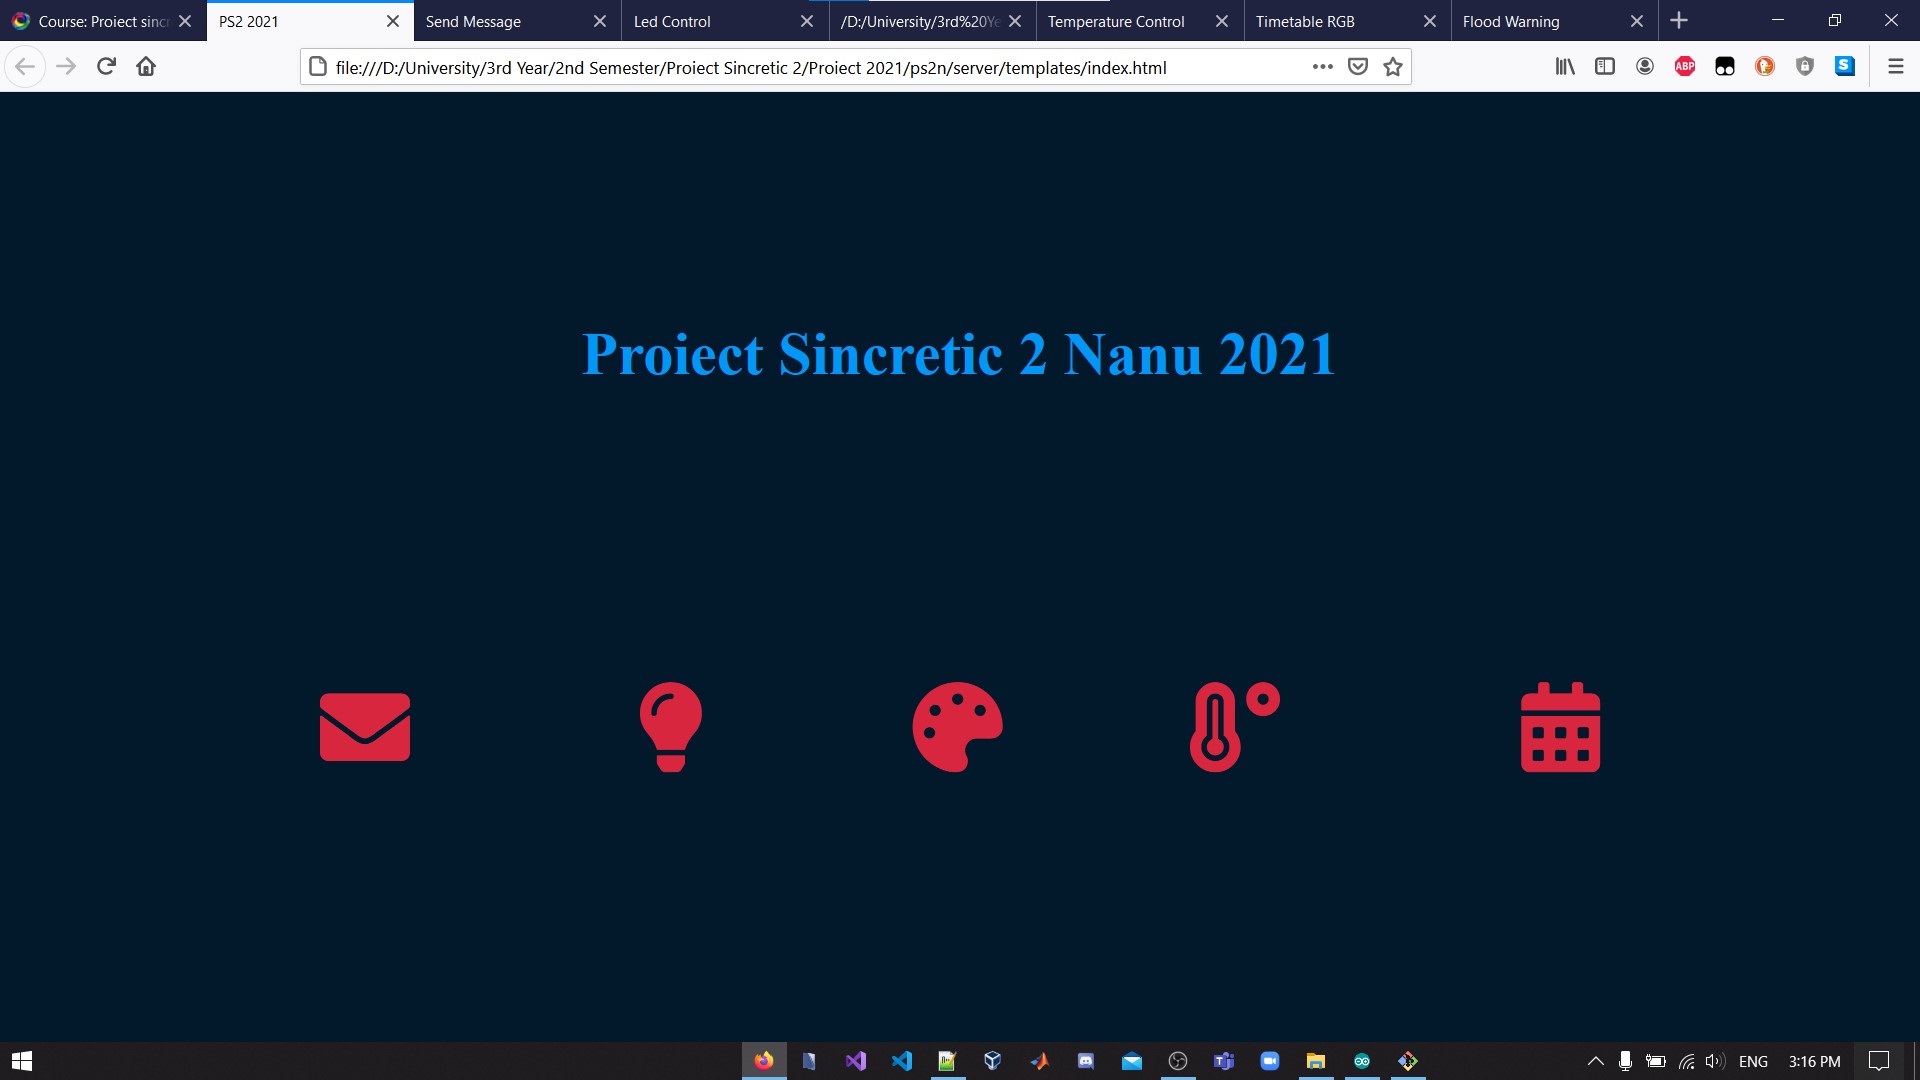 Course: Proiect sincr
PS2 2021
Send Message
Led Control
/D:/University/3rd%20Ye
Temperature Control
Timetable RGB
Flood Warning
file:///D:/University/3rd Year/2nd Semester/Proiect Sincretic 2/Proiect 2021/ps2n/server/templates/index.html
ABP
S
Proiect Sincretic 2 Nanu 2021
ENG
3:16 PM